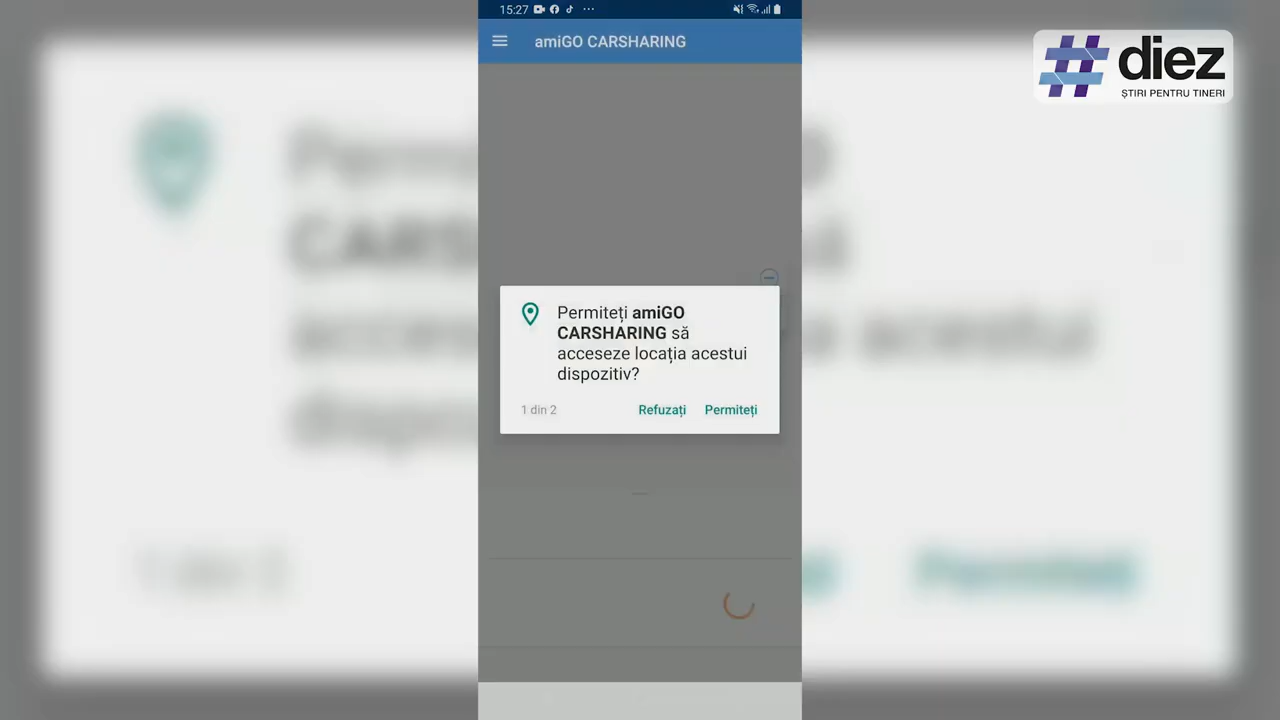 15:27
amiGO CARSHARING
#diez
ȘTIRI PENTRU TINERI
Permiteți amiGO
CARSHARING să
acceseze locația acestui
dispozitiv?
1 din 2
Refuzați
Permiteți